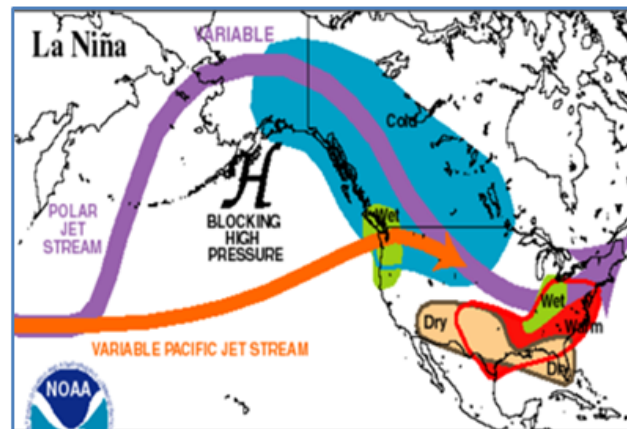 La Niña
VARIABLE
Cold
POLAR
JET
STREAM
H
BLOCKING
HIGH
PRESSURE
Wet
Wet
Dry
Warm
Dry
VARIABLE PACIFIC JET STREAM
NOAA